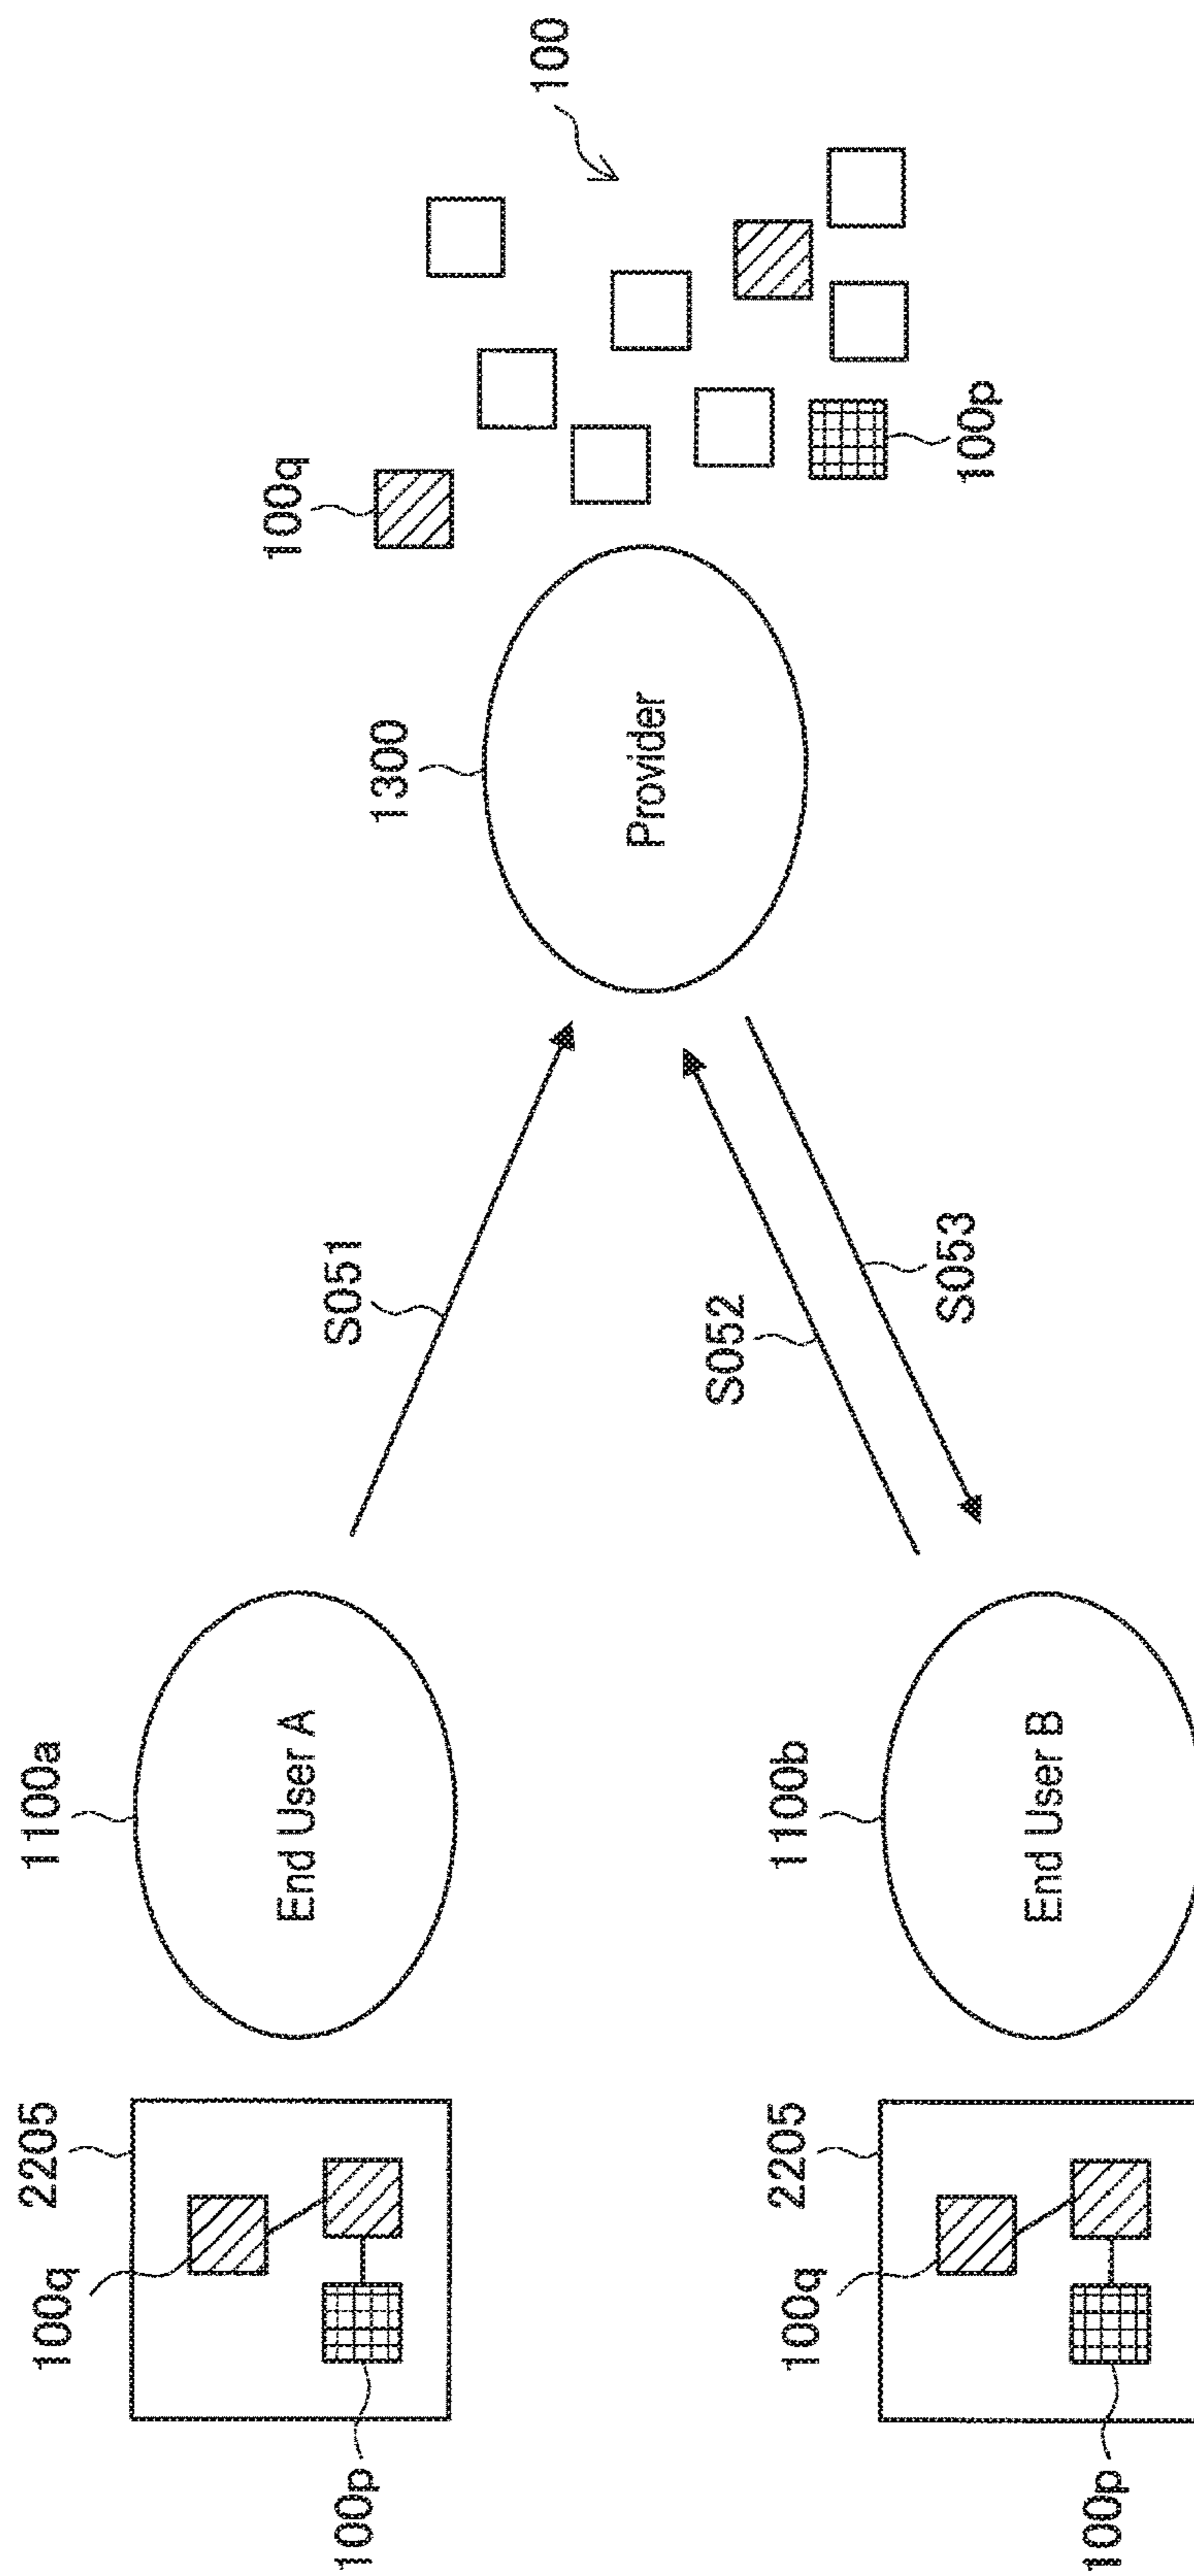 100
100q
1300
Provider
100p
S051
S052
S053
1100a
End User A
1100b
End User B
2205
100q
100p
2205
100q
100p